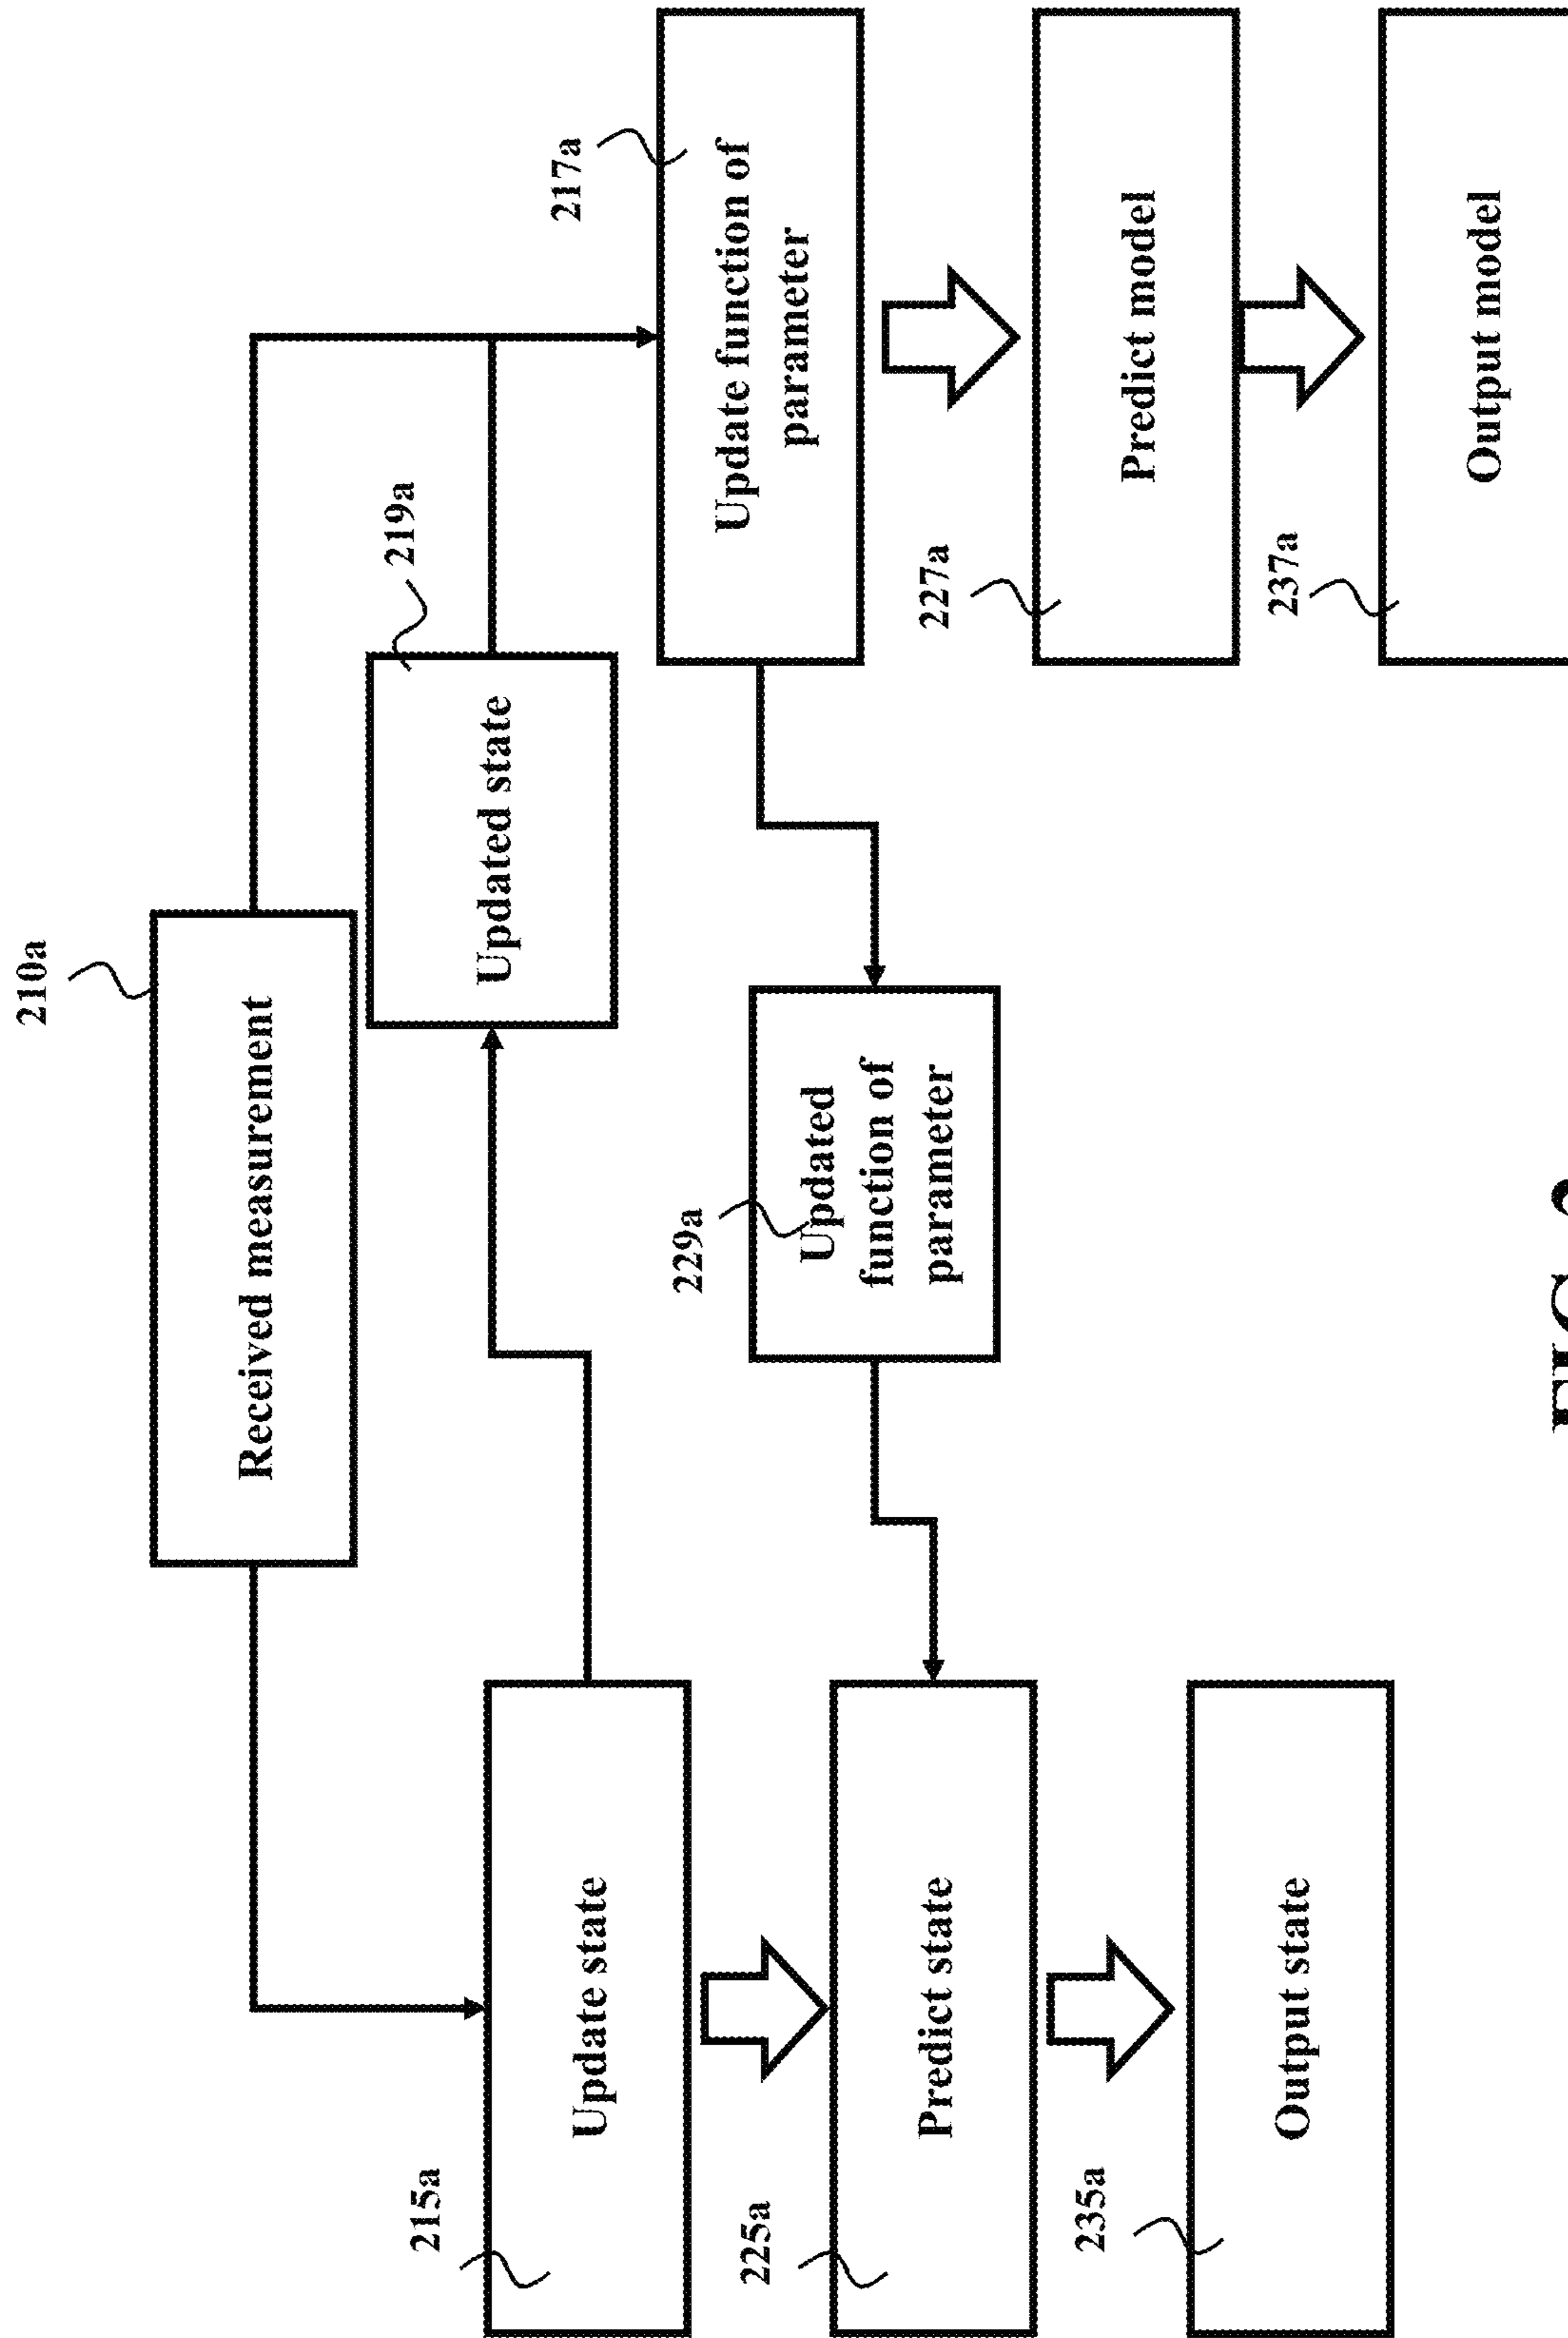 210a
Received measurement
219a
Updated state
215a
Update state
217a
Update function of
parameter
229a
Updated
function of
parameter
225a
Predict state
227a
Predict model
235a
Output state
237a
Output model